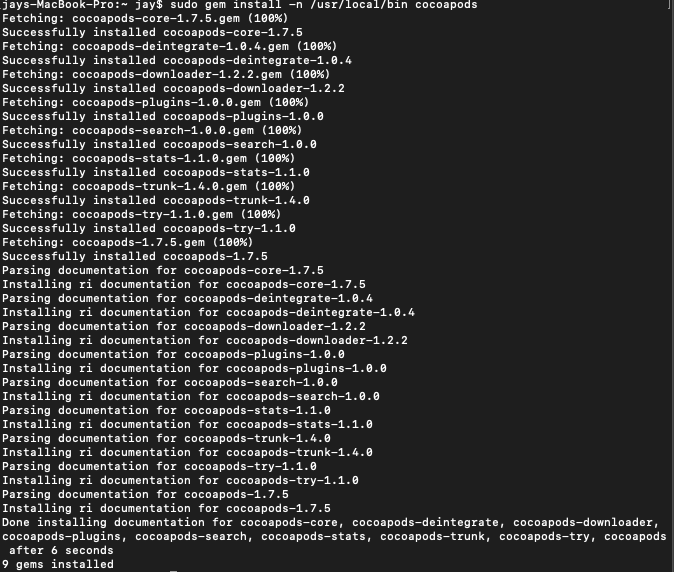 jays-MacBook-Pro:~ jay$ sudo gem install -n /usr/local/bin cocoapods
Fetching: cocoapods-core-1.7.5.gem (100%)
Successfully installed cocoapods-core-1.7.5
Fetching: cocoapods-deintegrate-1.0.4.gem (100%)
Successfully installed cocoapods-deintegrate-1.0.4
Fetching: cocoapods-downloader-1.2.2.gem (100%)
Successfully installed cocoapods-downloader-1.2.2
Fetching: cocoapods-plugins-1.0.0.gem (100%)
Successfully installed cocoapods-plugins-1.0.0
Fetching: cocoapods-search-1.0.0.gem (100%)
Successfully installed cocoapods-search-1.0.0
Fetching: cocoapods-stats-1.1.0.gem (100%)
Successfully installed cocoapods-stats-1.1.0
Fetching: cocoapods-trunk-1.4.0.gem (100%)
Successfully installed cocoapods-trunk-1.4.0
Fetching: cocoapods-try-1.1.0.gem (100%)
Successfully installed cocoapods-try-1.1.0
Fetching: cocoapods-1.7.5.gem (100%)
Successfully installed cocoapods-1.7.5
Parsing documentation for cocoapods-core-1.7.5
Installing ri documentation for cocoapods-core-1.7.5
Parsing documentation for cocoapods-deintegrate-1.0.4
Installing ri documentation for cocoapods-deintegrate-1.0.4
Parsing documentation for cocoapods-downloader-1.2.2
Installing ri documentation for cocoapods-downloader-1.2.2
Parsing documentation for cocoapods-plugins-1.0.0
Installing ri documentation for cocoapods-plugins-1.0.0
Parsing documentation for cocoapods-search-1.0.0
Installing ri documentation for cocoapods-search-1.0.0
Parsing documentation for cocoapods-stats-1.1.0
Installing ri documentation for cocoapods-stats-1.1.0
Parsing documentation for cocoapods-trunk-1.4.0
Installing ri documentation for cocoapods-trunk-1.4.0
Parsing documentation for cocoapods-try-1.1.0
Installing ri documentation for cocoapods-try-1.1.0
Parsing documentation for cocoapods-1.7.5
Installing ri documentation for cocoapods-1.7.5
Done installing documentation for cocoapods-core, cocoapods-deintegrate, cocoapods-downloader,
cocoapods-plugins, cocoapods-search, cocoapods-stats, cocoapods-trunk, cocoapods-try, cocoapods
 after 6 seconds
9 gems installed